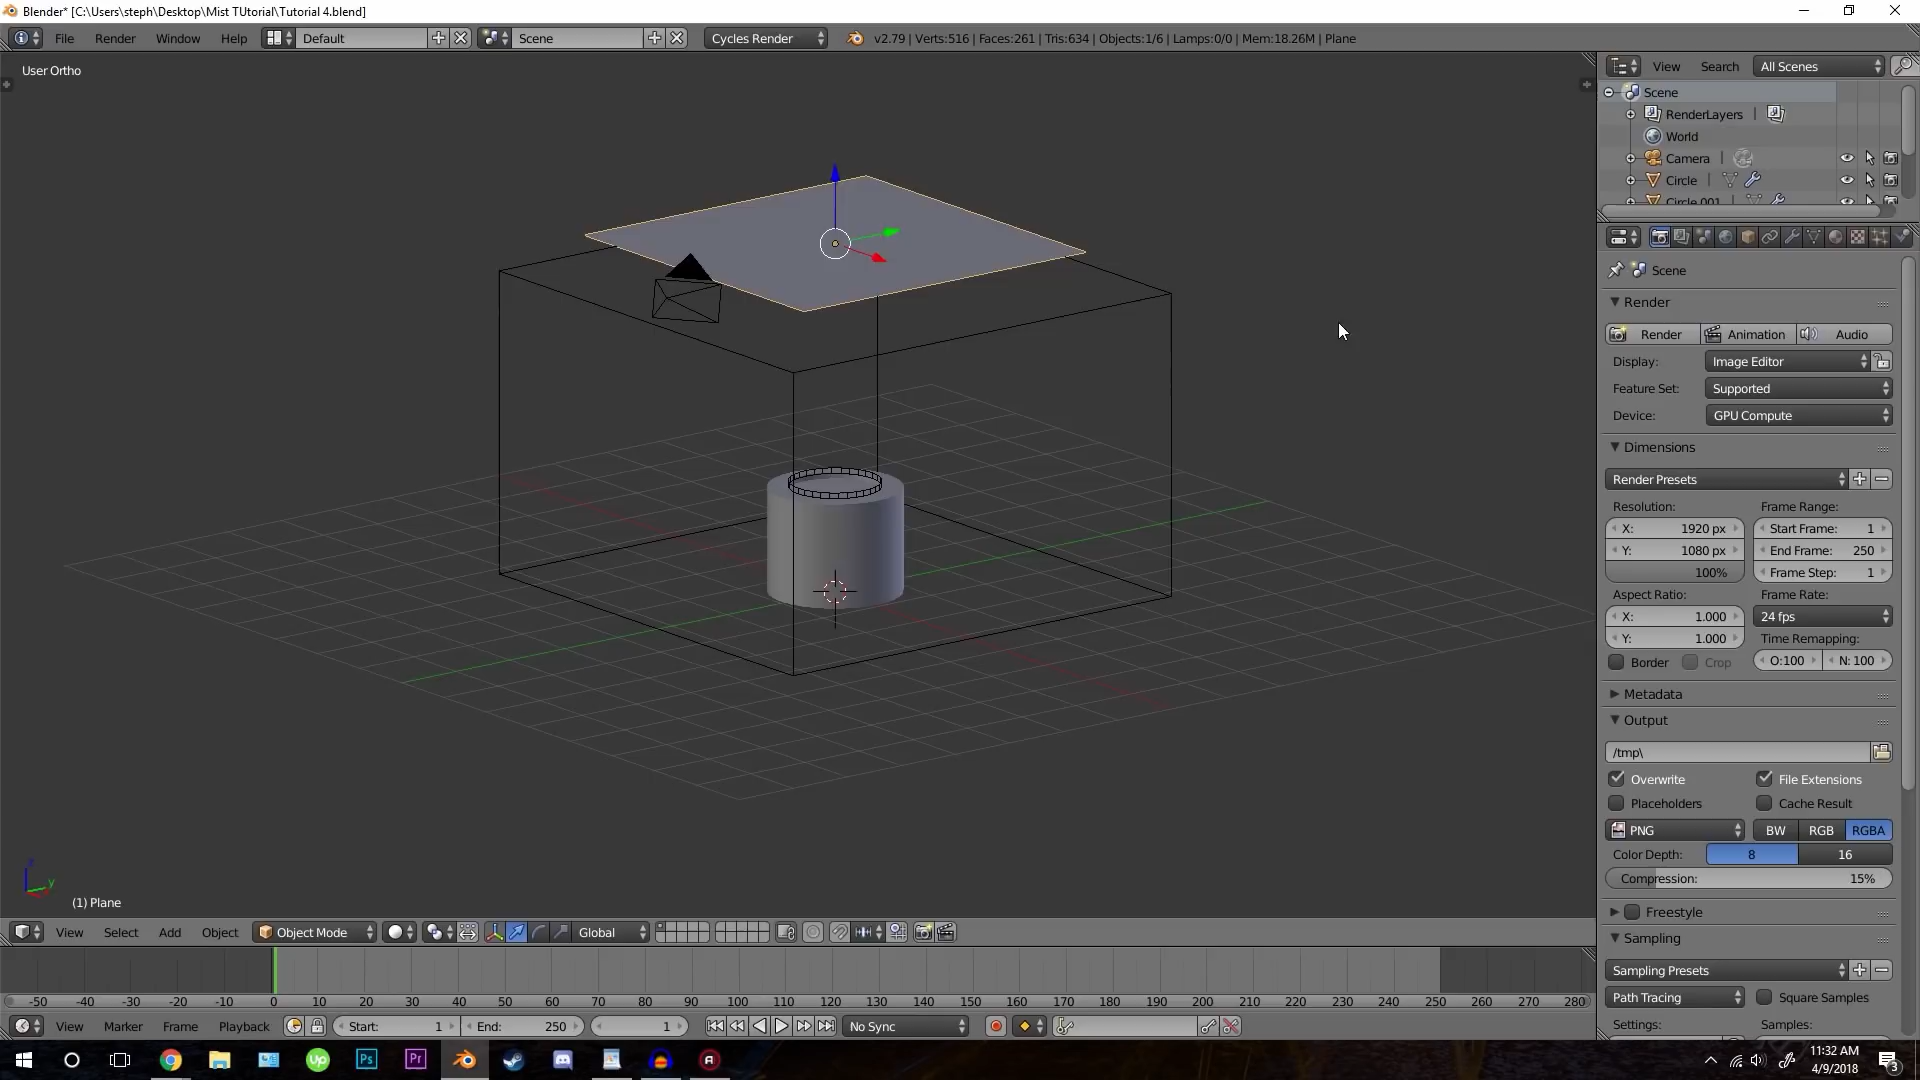 Blender* [C:\Users\steph\Desktop\Mist TUtorial\Tutorial 4.blend]
File Render Window Help Default Scene Cycles Render v2.79 | Verts:516 | Faces:261 | Tris:634 | Objects:1/6 | Lamps:0/0 | Mem:18.26M | Plane
User Ortho
View Search All Scenes
Scene
RenderLayers
World
Camera
Circle
Circle.001
Scene
Render
Render Animation Audio
Display: Image Editor
Feature Set: Supported
Device: GPU Compute
Dimensions
Render Presets
Resolution: Frame Range:
X: 1920 px Start Frame: 1
Y: 1080 px End Frame: 250
100% Frame Step: 1
Aspect Ratio: Frame Rate:
X: 1.000 24 fps
Y: 1.000 Time Remapping:
Border Crop O:100 N: 100
Metadata
Output
/tmp\
Overwrite File Extensions
Placeholders Cache Result
PNG BW RGB RGBA
Color Depth: 8 16
Compression: 15%
Freestyle
Sampling
Sampling Presets
Path Tracing Square Samples
Settings: Samples:
z
y
(1) Plane
View Select Add Object Object Mode Global
-50 -40 -30 -20 -10 0 10 20 30 40 50 60 70 80 90 100 110 120 130 140 150 160 170 180 190 200 210 220 230 240 250 260 270 280
View Marker Frame Playback Start: 1 End: 250 1 No Sync
Up Ps Pr
11:32 AM
4/9/2018
3